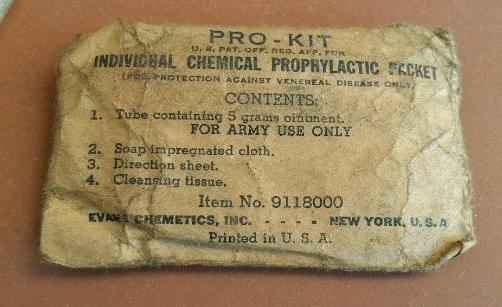 PRO-KIT
U. S. PAT. OFF. REG. APP. FOR
INDIVIDUAL CHEMICAL PROPHYLACTIC PACKET
(FOR PROTECTION AGAINST VENEREAL DISEASE ONLY)
CONTENTS:
1. Tube containing 5 grams ointment.
FOR ARMY USE ONLY
2. Soap impregnated cloth.
3. Direction sheet.
4. Cleansing tissue.
Item No. 9118000
EVANS CHEMETICS, INC. - - - - NEW YORK, U. S. A
Printed in U. S. A.